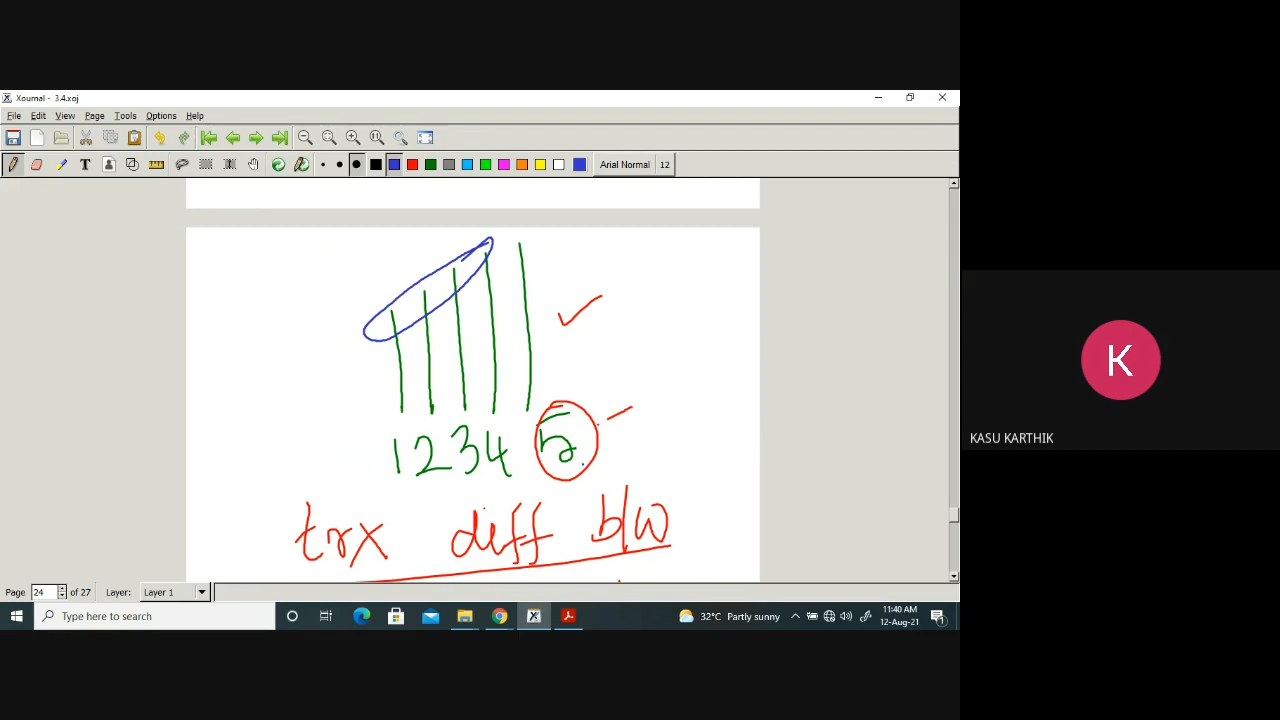 Xournal - 3.4.xoj
File Edit View Page Tools Options Help
Arial Normal 12
1 2 3 4 5
trx diff b/w
KASU KARTHIK
K
Page 24 of 27 Layer: Layer 1
Type here to search
32°C Partly sunny
11:40 AM
12-Aug-21
1